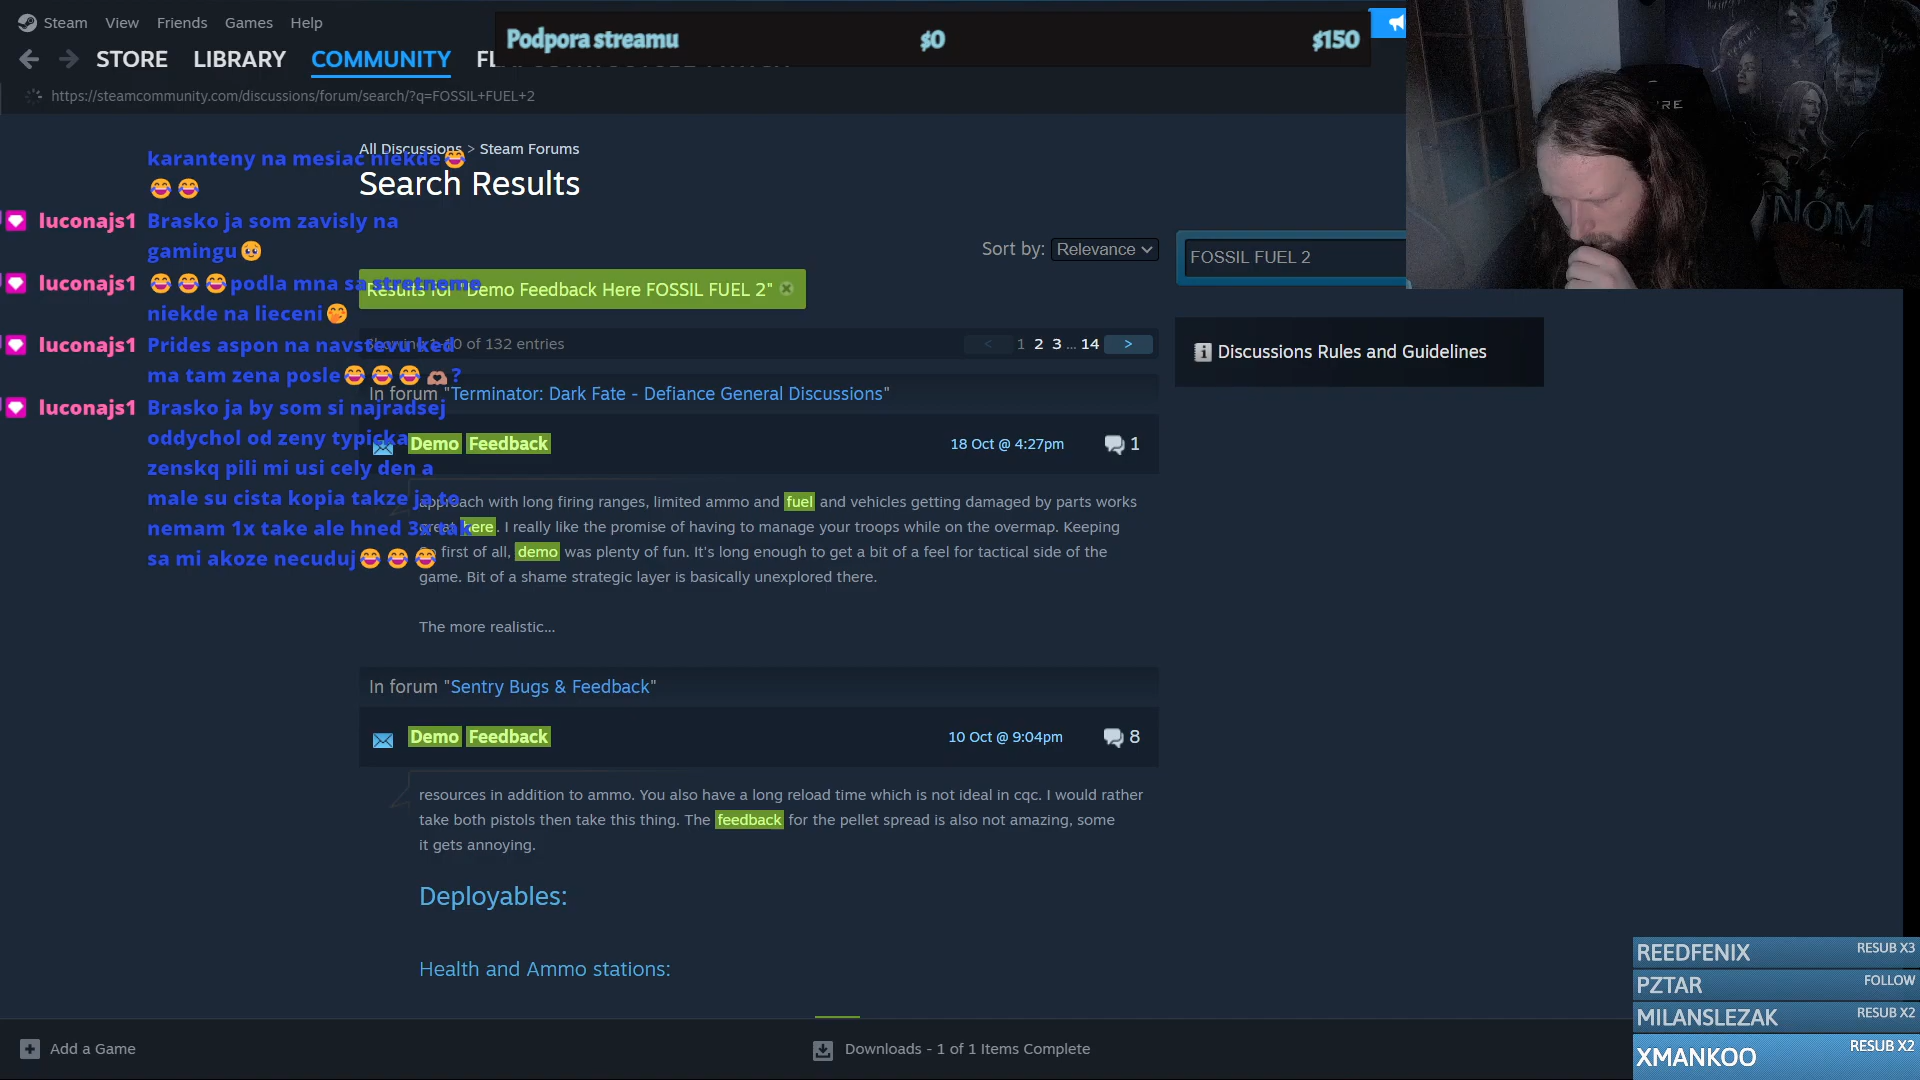 Steam View Friends Games Help
Podpora streamu $0 $150
STORE LIBRARY COMMUNITY
https://steamcommunity.com/discussions/forum/search/?q=FOSSIL+FUEL+2
All Discussions > Steam Forums
Search Results
Sort by: Relevance
FOSSIL FUEL 2
Results for "Demo Feedback Here FOSSIL FUEL 2"
of 132 entries
< 1 2 3 ... 14 >
Discussions Rules and Guidelines
karanteny na mesiac niekde😂
😂😂
luconajs1 Brasko ja som zavisly na
gamingu🥺
luconajs1 😂😂😂podla mna sa stretneme
niekde na lieceni🤭
luconajs1 Prides aspon na navstevu ked
ma tam zena posle😂😂😂🫶?
luconajs1 Brasko ja by som si najradsej
oddychol od zeny typicka
zenskq pili mi usi cely den a
male su cista kopia takze ja to
nemam 1x take ale hned 3x tak
sa mi akoze necuduj😂😂😂
In forum "Terminator: Dark Fate - Defiance General Discussions"
Demo Feedback 18 Oct @ 4:27pm 1
approach with long firing ranges, limited ammo and fuel and vehicles getting damaged by parts works
great here. I really like the promise of having to manage your troops while on the overmap. Keeping
first of all, demo was plenty of fun. It's long enough to get a bit of a feel for tactical side of the
game. Bit of a shame strategic layer is basically unexplored there.
The more realistic...
In forum "Sentry Bugs & Feedback"
Demo Feedback 10 Oct @ 9:04pm 8
resources in addition to ammo. You also have a long reload time which is not ideal in cqc. I would rather
take both pistols then take this thing. The feedback for the pellet spread is also not amazing, some
it gets annoying.
Deployables:
Health and Ammo stations:
Add a Game
Downloads - 1 of 1 Items Complete
REEDFENIX RESUB X3
PZTAR FOLLOW
MILANSLEZAK RESUB X2
XMANKOO RESUB X2